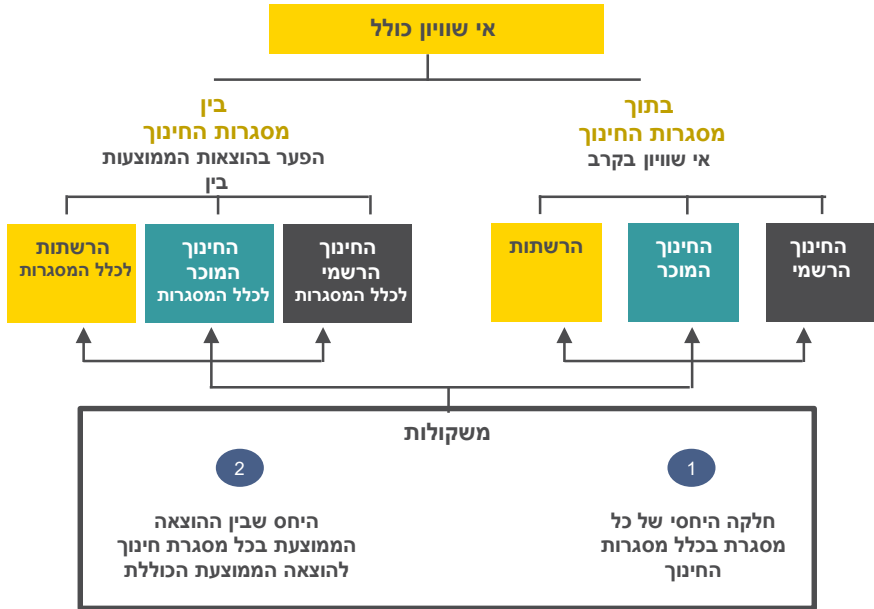 אי שוויון כולל
בתוך
מסגרות החינוך
אי שוויון בקרב
החינוך
הרשמי
החינוך
המוכר
הרשתות
בין
מסגרות החינוך
הפער בהוצאות הממוצעות
בין
החינוך
הרשמי
לכלל המסגרות
החינוך
המוכר
לכלל המסגרות
הרשתות
לכלל המסגרות
משקולות
1
חלקה היחסי של כל
מסגרת בכלל מסגרות
החינוך
2
היחס שבין ההוצאה
הממוצעת בכל מסגרת חינוך
להוצאה הממוצעת הכוללת